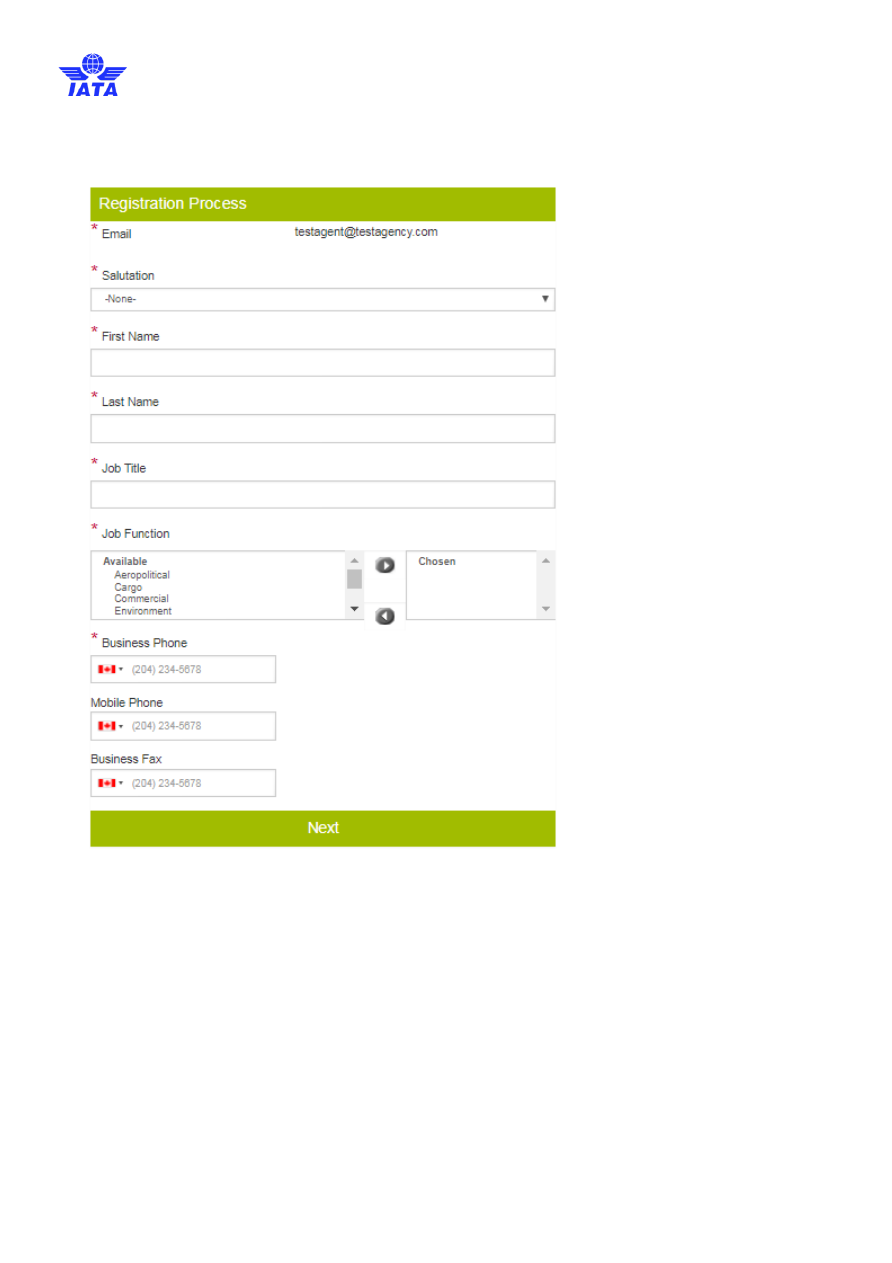 IATA
Registration Process
* Email testagent@testagency.com
* Salutation
-None-
* First Name
* Last Name
* Job Title
* Job Function
Available Chosen
Aeropolitical
Cargo
Commercial
Environment
* Business Phone
(204) 234-5678
Mobile Phone
(204) 234-5678
Business Fax
(204) 234-5678
Next